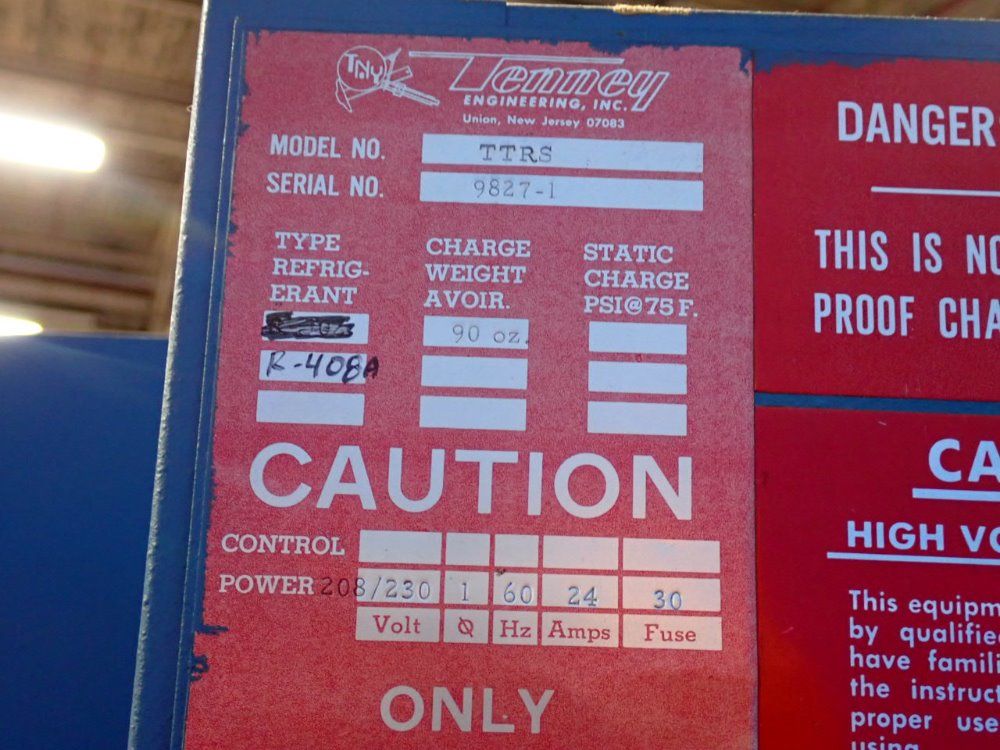 TNY
Tenney
ENGINEERING, INC.
Union, New Jersey 07083
MODEL NO. TTRS
SERIAL NO. 9827-1
TYPE REFRIG- ERANT
CHARGE WEIGHT AVOIR.
STATIC CHARGE PSI@75F.
90 oz.
R-408A
CAUTION
CONTROL
POWER 208/230 1 60 24 30
Volt Ø Hz Amps Fuse
ONLY
DANGER
THIS IS NO
PROOF CHA
CA
HIGH VO
This equipm
by qualifie
have famili
the instruct
proper use
using